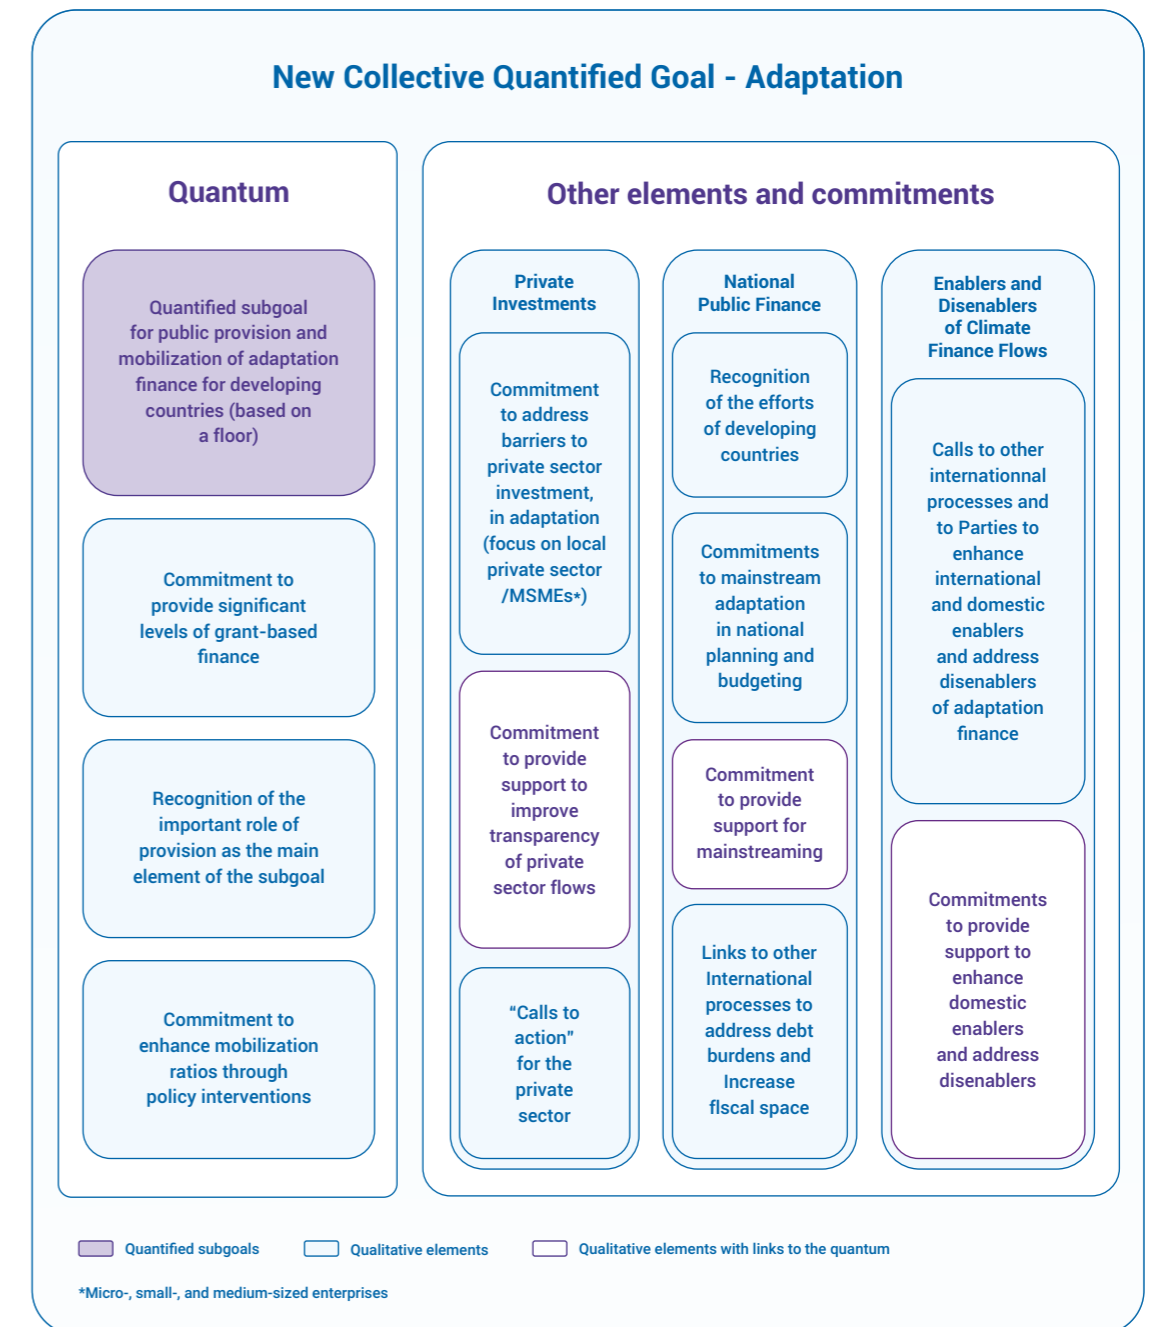 New Collective Quantified Goal - Adaptation
Quantum
Quantified subgoal
for public provision and
mobilization of adaptation
finance for developing
countries (based on
a floor)
Commitment to
provide significant
levels of grant-based
finance
Recognition of the
important role of
provision as the main
element of the subgoal
Commitment to
enhance mobilization
ratios through
policy interventions
Other elements and commitments
Private
Investments
Commitment
to address
barriers to
private sector
investment,
in adaptation
(focus on local
private sector
/MSMEs*)
Commitment
to provide
support to
improve
transparency
of private
sector flows
“Calls to
action”
for the
private
sector
National
Public Finance
Recognition
of the efforts
of developing
countries
Commitments
to mainstream
adaptation
in national
planning and
budgeting
Commitment
to provide
support for
mainstreaming
Links to other
International
processes to
address debt
burdens and
Increase
flscal space
Enablers and
Disenablers
of Climate
Finance Flows
Calls to other
internationnal
processes and
to Parties to
enhance
international
and domestic
enablers
and address
disenablers
of adaptation
finance
Commitments
to provide
support to
enhance
domestic
enablers
and address
disenablers
Quantified subgoals
Qualitative elements
Qualitative elements with links to the quantum
*Micro-, small-, and medium-sized enterprises